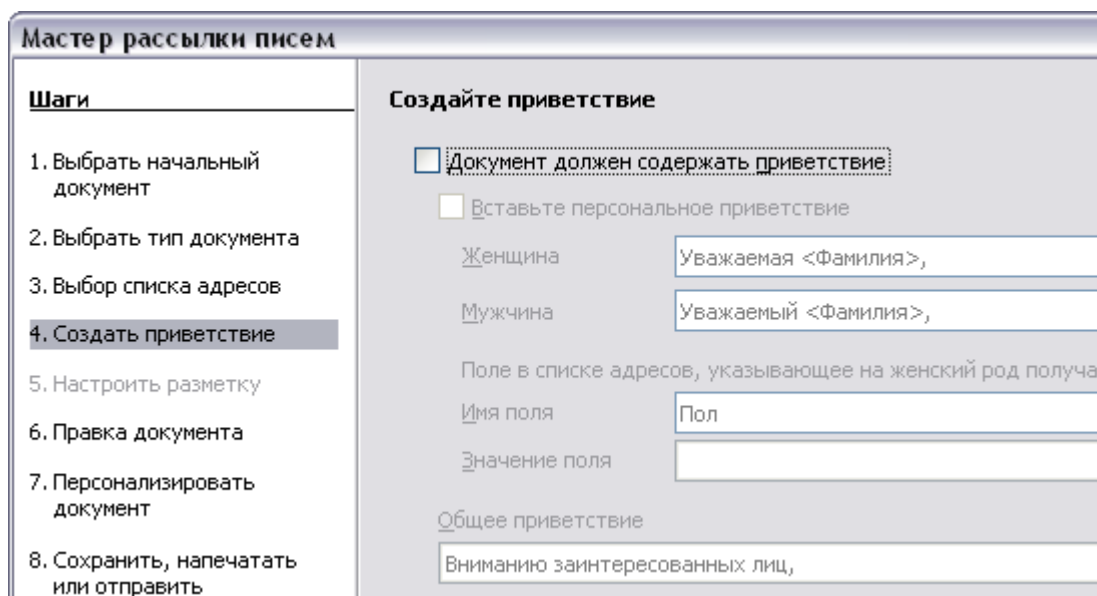 Мастер рассылки писем
Шаги
1. Выбрать начальный
документ
2. Выбрать тип документа
3. Выбор списка адресов
4. Создать приветствие
5. Настроить разметку
6. Правка документа
7. Персонализировать
документ
8. Сохранить, напечатать
или отправить
Создайте приветствие
Документ должен содержать приветствие
Вставьте персональное приветствие
Женщина
Уважаемая <Фамилия>,
Мужчина
Уважаемый <Фамилия>,
Поле в списке адресов, указывающее на женский род получа
Имя поля
Пол
Значение поля
Общее приветствие
Вниманию заинтересованных лиц,